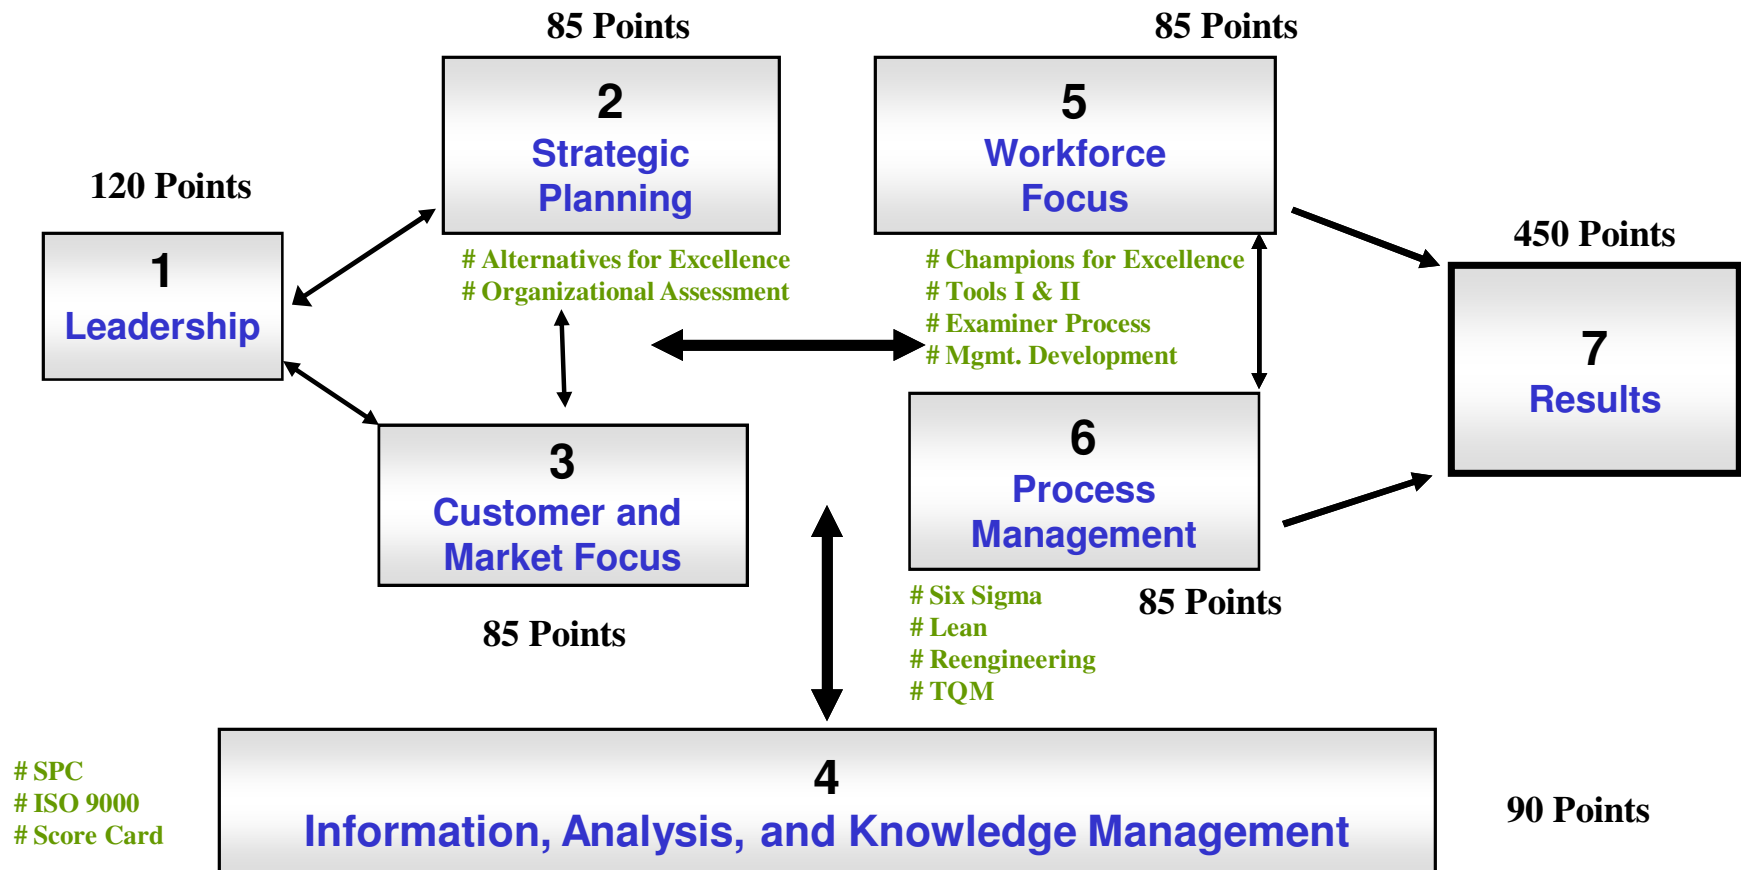 85 Points
85 Points
2
Strategic
Planning
5
Workforce
Focus
120 Points
1
Leadership
450 Points
# Alternatives for Excellence
# Organizational Assessment
# Champions for Excellence
# Tools I & II
# Examiner Process
# Mgmt. Development
7
Results
3
Customer and
Market Focus
85 Points
6
Process
Management
# Six Sigma
# Lean
# Reengineering
# TQM
85 Points
# SPC
# ISO 9000
# Score Card
4
Information, Analysis, and Knowledge Management
90 Points